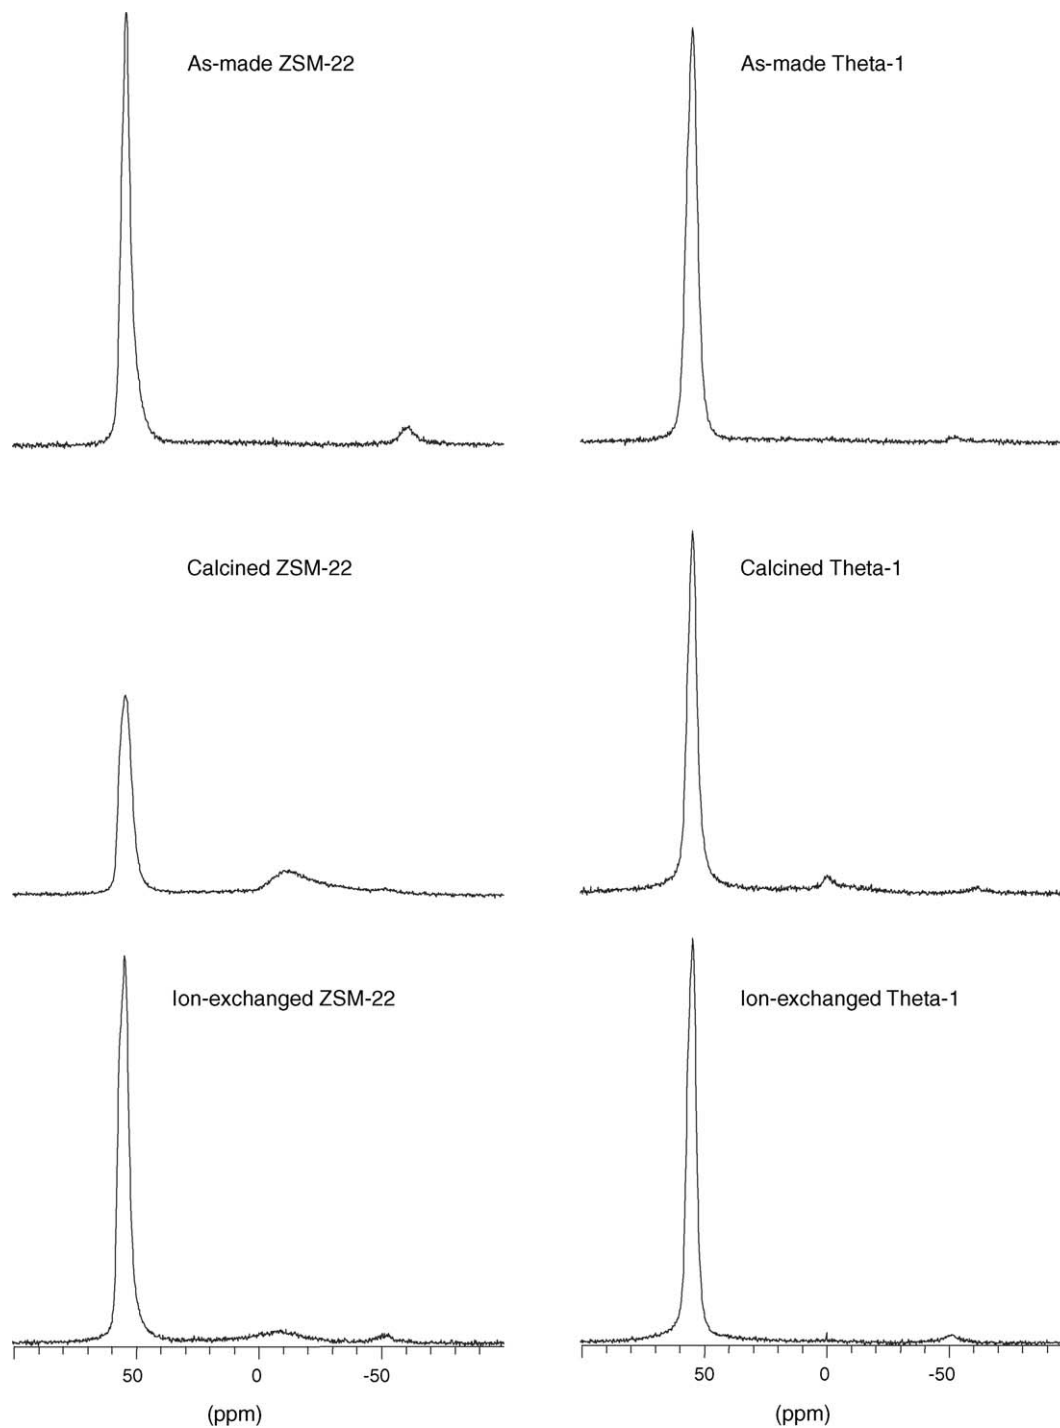 As-made ZSM-22
As-made Theta-1
Calcined ZSM-22
Calcined Theta-1
Ion-exchanged ZSM-22
Ion-exchanged Theta-1
50 0 -50
50 0 -50
(ppm)
(ppm)